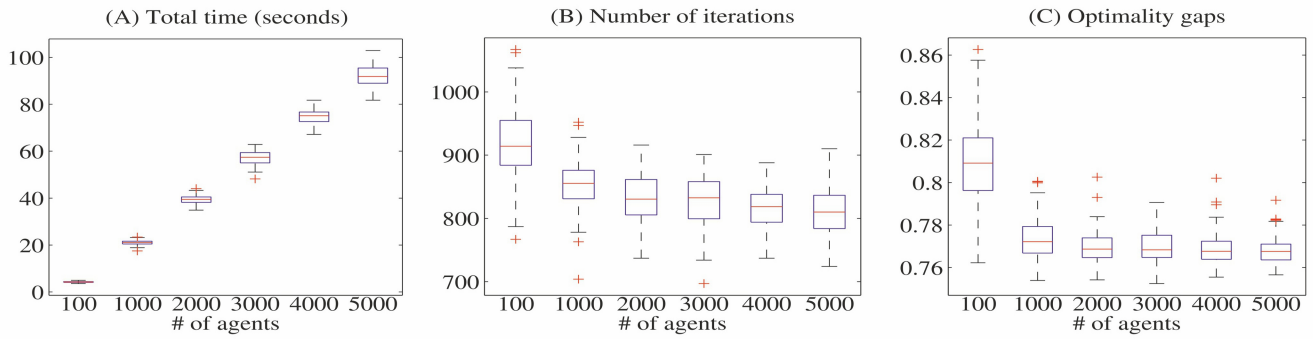 (A) Total time (seconds)
100
80
60
40
20
0
100 1000 2000 3000 4000 5000
# of agents
(B) Number of iterations
1000
900
800
700
100 1000 2000 3000 4000 5000
# of agents
(C) Optimality gaps
0.86
0.84
0.82
0.8
0.78
0.76
100 1000 2000 3000 4000 5000
# of agents